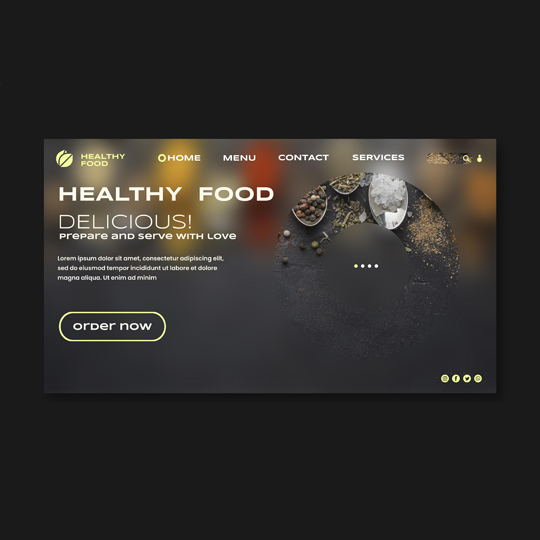 HEALTHY
FOOD
HOME MENU CONTACT SERVICES
HEALTHY FOOD
DELICIOUS!
Prepare and serve with love
Lorem ipsum dolor sit amet, consectetur adipiscing elit,
sed do eiusmod tempor incididunt ut labore et dolore
magna aliqua. Ut enim ad minim
order now